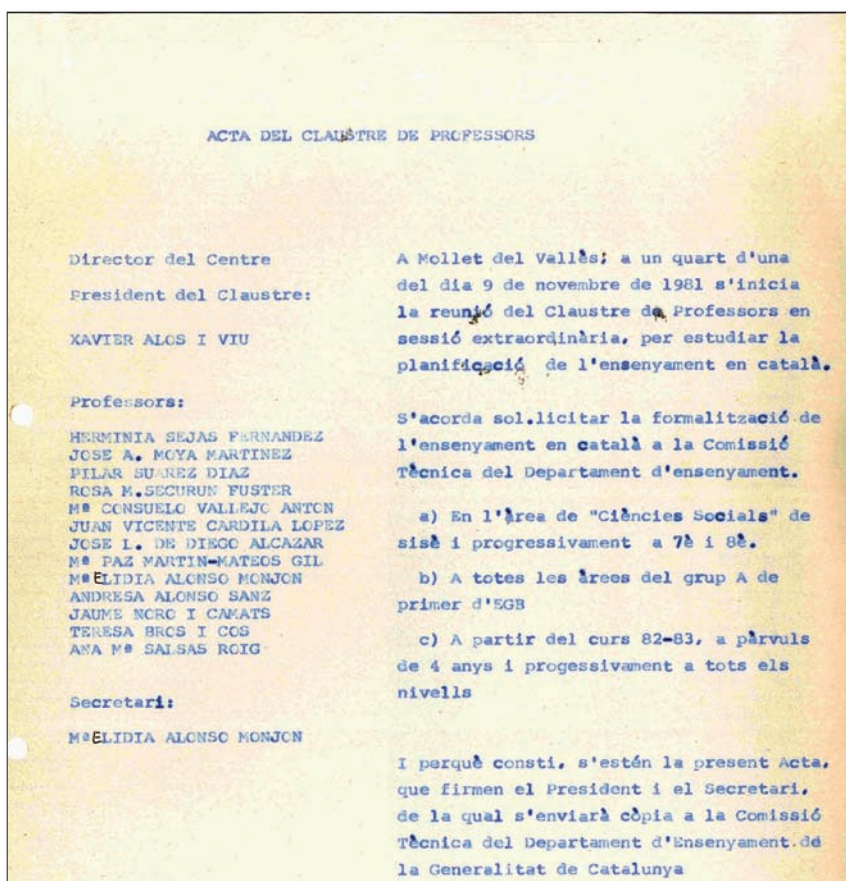 ACTA DEL CLAUSTRE DE PROFESSORS
Director del Centre
President del Claustre:
XAVIER ALOS I VIU
Professors:
HERMINIA SEJAS FERNANDEZ
JOSE A. MOYA MARTINEZ
PILAR SUAREZ DIAZ
ROSA M.SECURUN FUSTER
Mª CONSUELO VALLEJO ANTON
JUAN VICENTE CARDILA LOPEZ
JOSE L. DE DIEGO ALCAZAR
Mª PAZ MARTIN-MATEOS GIL
MªELIDIA ALONSO MONJON
ANDRESA ALONSO SANZ
JAUME NORO I CAMATS
TERESA BROS I COS
ANA Mª SALSAS ROIG
Secretari:
MªELIDIA ALONSO MONJON
A Mollet del Vallès; a un quart d'una
del dia 9 de novembre de 1981 s'inicia
la reunió del Claustre de Professors en
sessió extraordinària, per estudiar la
planificació de l'ensenyament en català.
S'acorda sol.licitar la formalització de
l'ensenyament en català a la Comissió
Tècnica del Departament d'ensenyament.
a) En l'àrea de "Ciències Socials" de
sisè i progressivament a 7è i 8è.
b) A totes les àrees del grup A de
primer d'EGB
c) A partir del curs 82-83, a pàrvuls
de 4 anys i progessivament a tots els
nivells
I perquè consti, s'estén la present Acta,
que firmen el President i el Secretari,
de la qual s'enviarà còpia a la Comissió
Tècnica del Departament d'Ensenyament de
la Generalitat de Catalunya